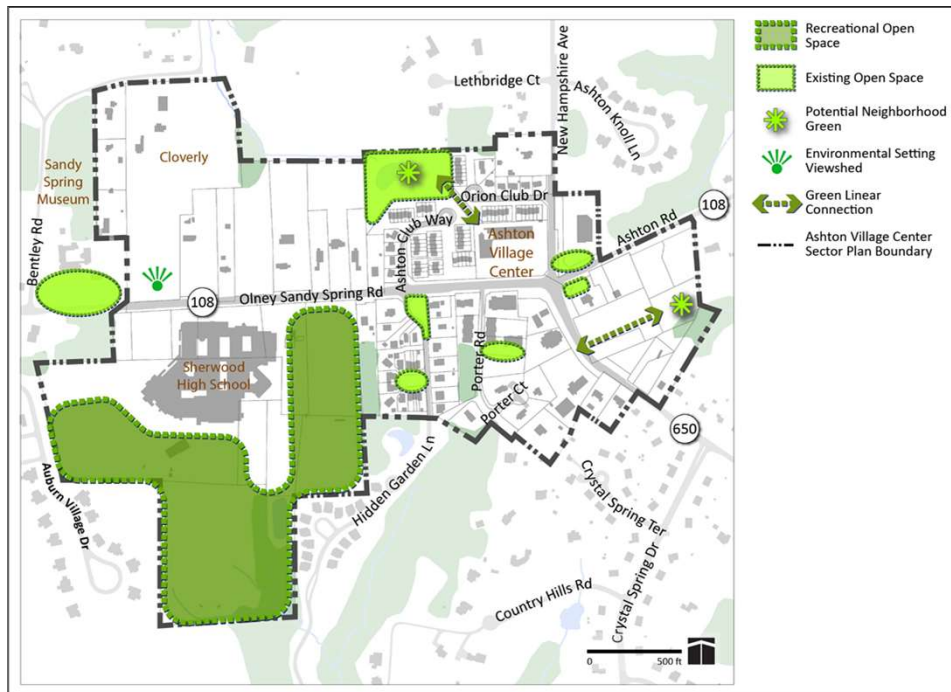 Recreational Open
Space
Existing Open Space
Potential Neighborhood
Green
Environmental Setting
Viewshed
Green Linear
Connection
Ashton Village Center
Sector Plan Boundary
New Hampshire Ave
Lethbridge Ct
Ashton Knoll Ln
Cloverly
Sandy
Spring
Museum
Bentley Rd
Orion Club Dr
Ashton Club Way
Ashton
Village
Center
Ashton Rd
108
108
Olney Sandy Spring Rd
Sherwood
High School
Porter Rd
Porter Ct
650
Auburn Village Dr
Hidden Garden Ln
Crystal Spring Ter
Crystal Spring Dr
Country Hills Rd
0 500 ft